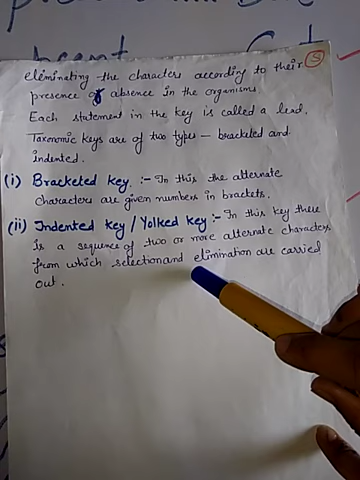 eliminating the characters according to their (5)
presence & absence in the organisms.
Each statement in the key is called a lead.
Taxonomic keys are of two types - bracketed and
indented.
(i) Bracketed key :- In this the alternate
characters are given numbers in brackets.
(ii) Indented key / Yolked key :- In this key there
is a sequence of two or more alternate characters
from which selection and elimination are carried
out.